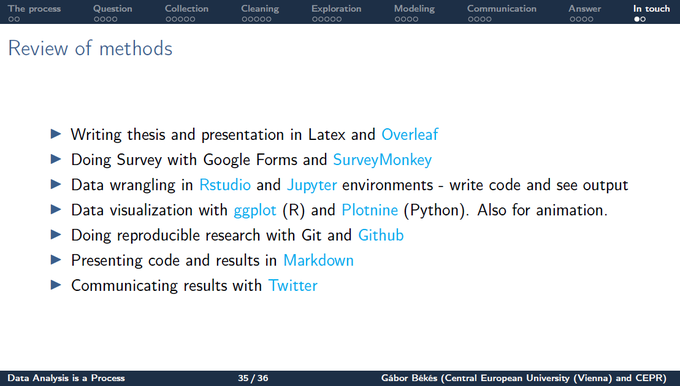 The process Question Collection Cleaning Exploration Modeling Communication Answer In touch
Review of methods
Writing thesis and presentation in Latex and Overleaf
Doing Survey with Google Forms and SurveyMonkey
Data wrangling in Rstudio and Jupyter environments - write code and see output
Data visualization with ggplot (R) and Plotnine (Python). Also for animation.
Doing reproducible research with Git and Github
Presenting code and results in Markdown
Communicating results with Twitter
Data Analysis is a Process 35 / 36 Gábor Békés (Central European University (Vienna) and CEPR)